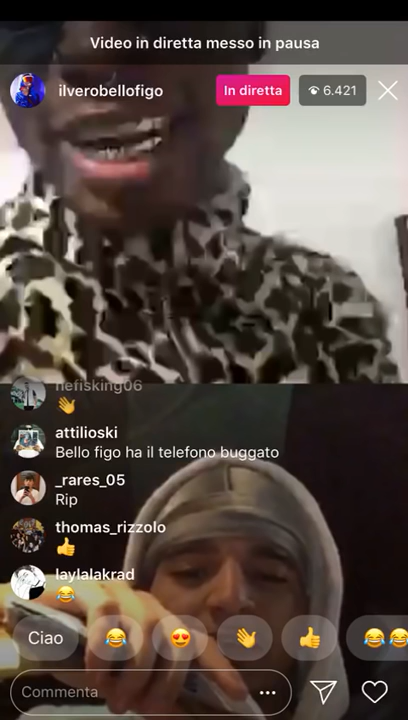 Video in diretta messo in pausa
ilverobellofigo
In diretta
6.421
nefisking06
👋
attilioski
Bello figo ha il telefono buggato
_rares_05
Rip
thomas_rizzolo
👍
laylalakrad
😂
Ciao 😂 😍 👋 👍 😂😂
Commenta